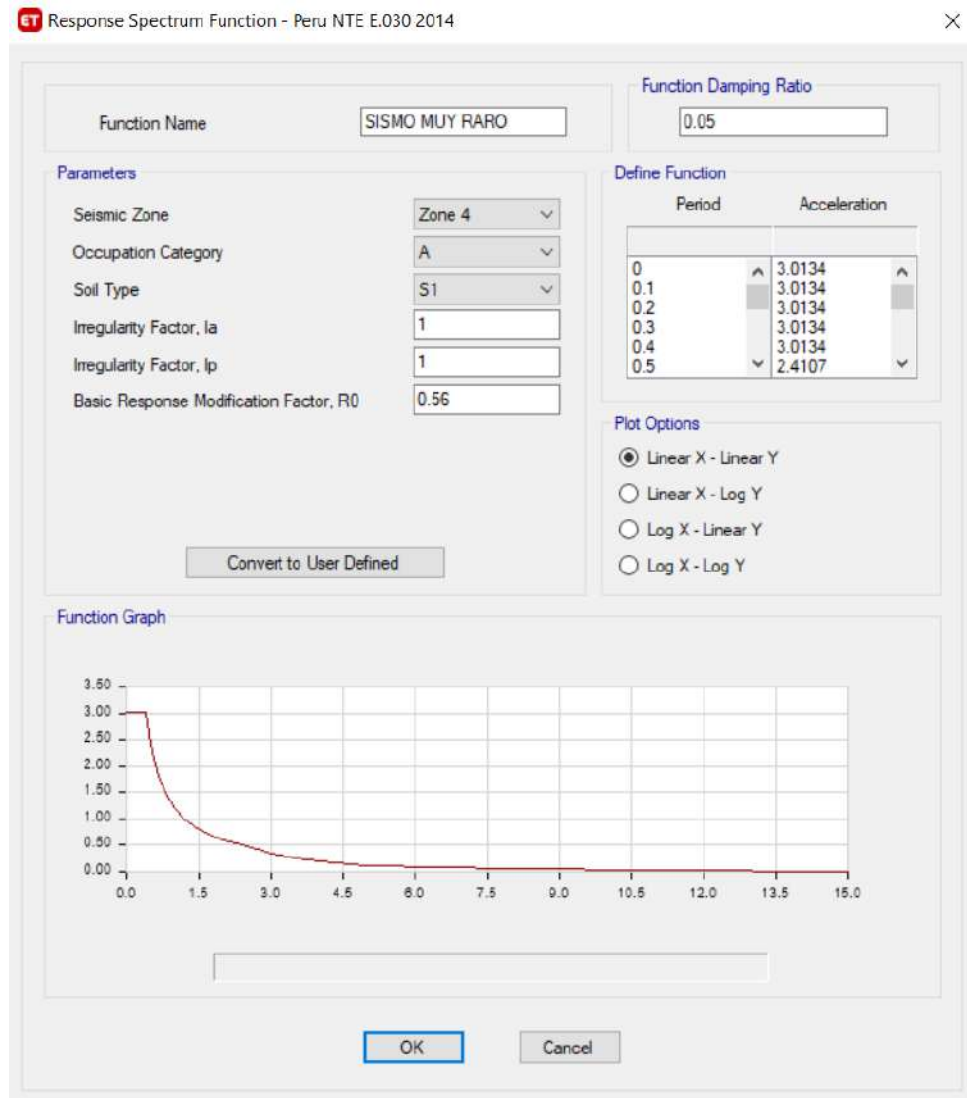 ET Response Spectrum Function - Peru NTE E.030 2014
Function Name
SISMO MUY RARO
Function Damping Ratio
0.05
Parameters
Seismic Zone
Zone 4
Occupation Category
A
Soil Type
S1
Irregularity Factor, Ia
1
Irregularity Factor, Ip
1
Basic Response Modification Factor, R0
0.56
Convert to User Defined
Define Function
Period Acceleration
0 3.0134
0.1 3.0134
0.2 3.0134
0.3 3.0134
0.4 3.0134
0.5 2.4107
Plot Options
Linear X - Linear Y
Linear X - Log Y
Log X - Linear Y
Log X - Log Y
Function Graph
3.50
3.00
2.50
2.00
1.50
1.00
0.50
0.00
0.0 1.5 3.0 4.5 6.0 7.5 9.0 10.5 12.0 13.5 15.0
OK Cancel